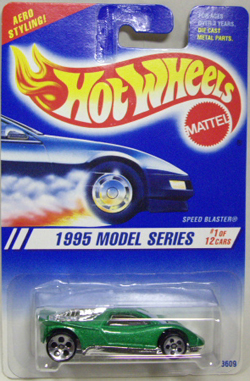 AERO
STYLING!
FOR AGES
OVER 3 YEARS.
DIE CAST
METAL PARTS.
HOT WHEELS
MATTEL
SPEED BLASTER
1995 MODEL SERIES
#1 OF
12 CARS